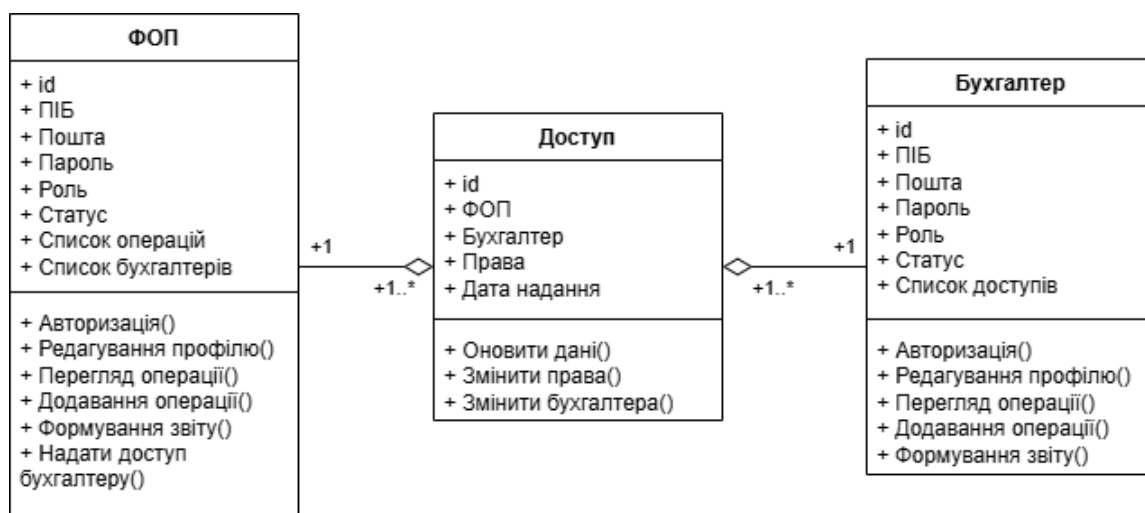 ФОП
+ id
+ ПІБ
+ Пошта
+ Пароль
+ Роль
+ Статус
+ Список операцій
+ Список бухгалтерів
+ Авторизація()
+ Редагування профілю()
+ Перегляд операції()
+ Додавання операції()
+ Формування звіту()
+ Надати доступ
бухгалтеру()
+1
+1..*
Доступ
+ id
+ ФОП
+ Бухгалтер
+ Права
+ Дата надання
+ Оновити дані()
+ Змінити права()
+ Змінити бухгалтера()
+1
+1..*
Бухгалтер
+ id
+ ПІБ
+ Пошта
+ Пароль
+ Роль
+ Статус
+ Список доступів
+ Авторизація()
+ Редагування профілю()
+ Перегляд операції()
+ Додавання операції()
+ Формування звіту()